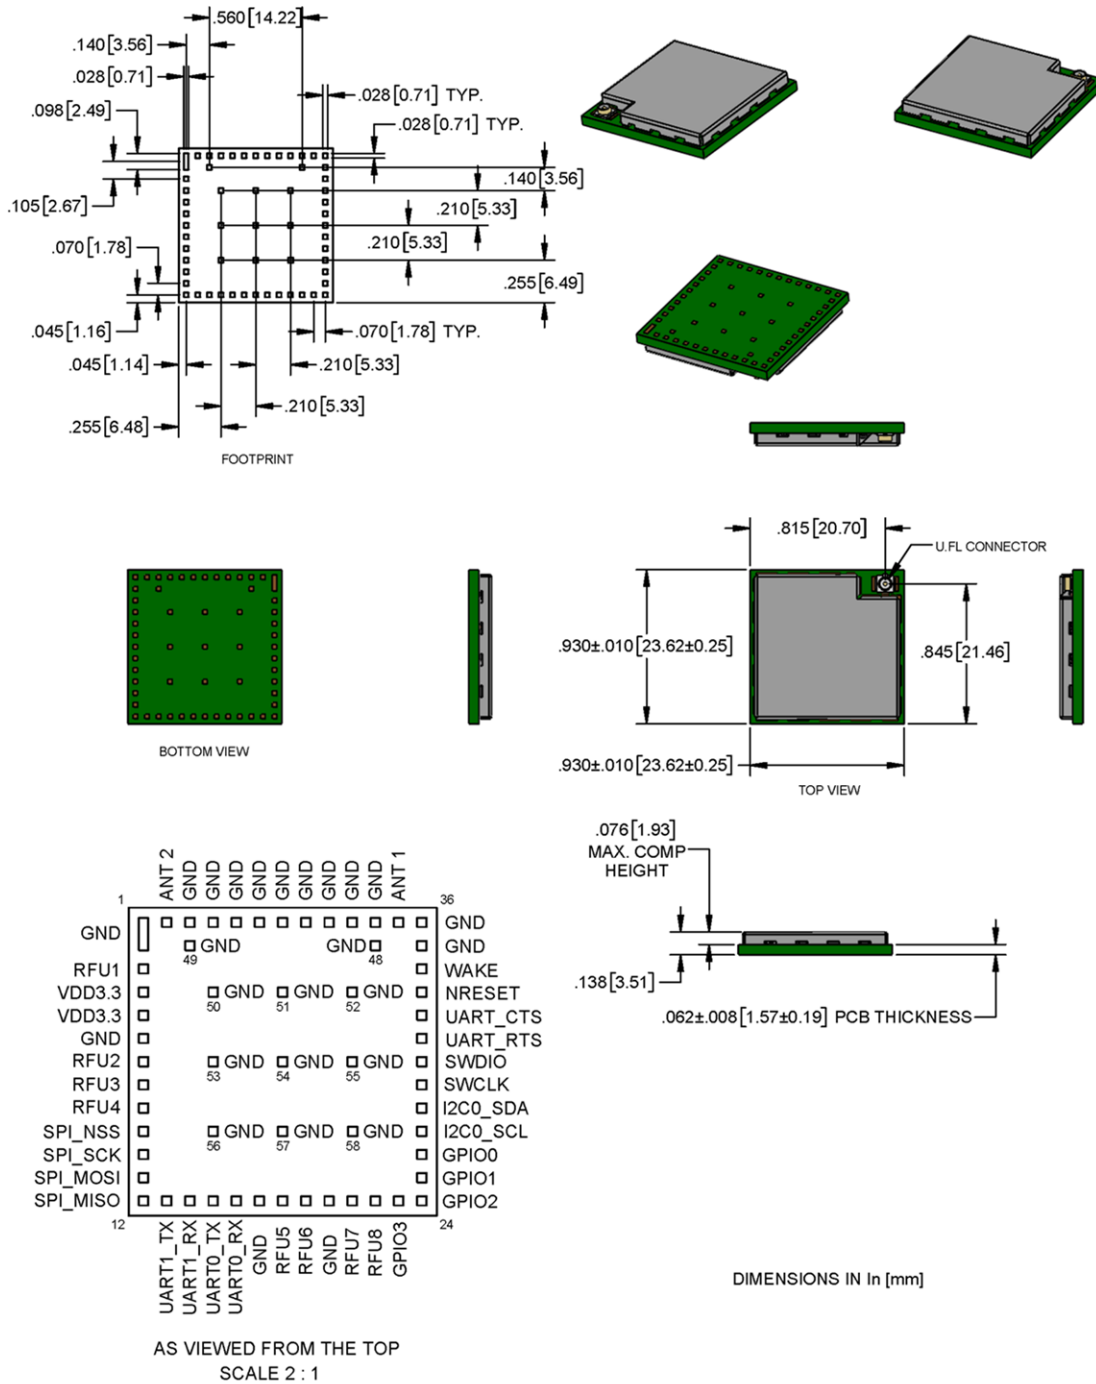 .560[14.22]
.140[3.56]
.028[0.71]
.098[2.49]
.028[0.71] TYP.
.028[0.71] TYP.
.140[3.56]
.105[2.67]
.210[5.33]
.210[5.33]
.070[1.78]
.255[6.49]
.045[1.16]
.070[1.78] TYP.
.045[1.14]
.210[5.33]
.210[5.33]
.255[6.48]
FOOTPRINT
.815[20.70]
U.FL CONNECTOR
.930±.010[23.62±0.25]
.845[21.46]
BOTTOM VIEW
.930±.010[23.62±0.25]
TOP VIEW
.076[1.93]
MAX. COMP
HEIGHT
.138[3.51]
.062±.008[1.57±0.19] PCB THICKNESS
ANT 2
GND
GND
GND
GND
GND
GND
GND
GND
GND
ANT 1
1
36
GND
GND
GND
GND
GND
49
48
RFU1
WAKE
VDD3.3
GND
GND
GND
NRESET
50
51
52
VDD3.3
UART_CTS
GND
UART_RTS
RFU2
GND
GND
GND
SWDIO
53
54
55
RFU3
SWCLK
RFU4
I2C0_SDA
SPI_NSS
GND
GND
GND
I2C0_SCL
56
57
58
SPI_SCK
GPIO0
SPI_MOSI
GPIO1
SPI_MISO
GPIO2
12
24
UART1_TX
UART1_RX
UART0_TX
UART0_RX
GND
RFU5
RFU6
GND
RFU7
RFU8
GPIO3
DIMENSIONS IN In [mm]
AS VIEWED FROM THE TOP
SCALE 2 : 1